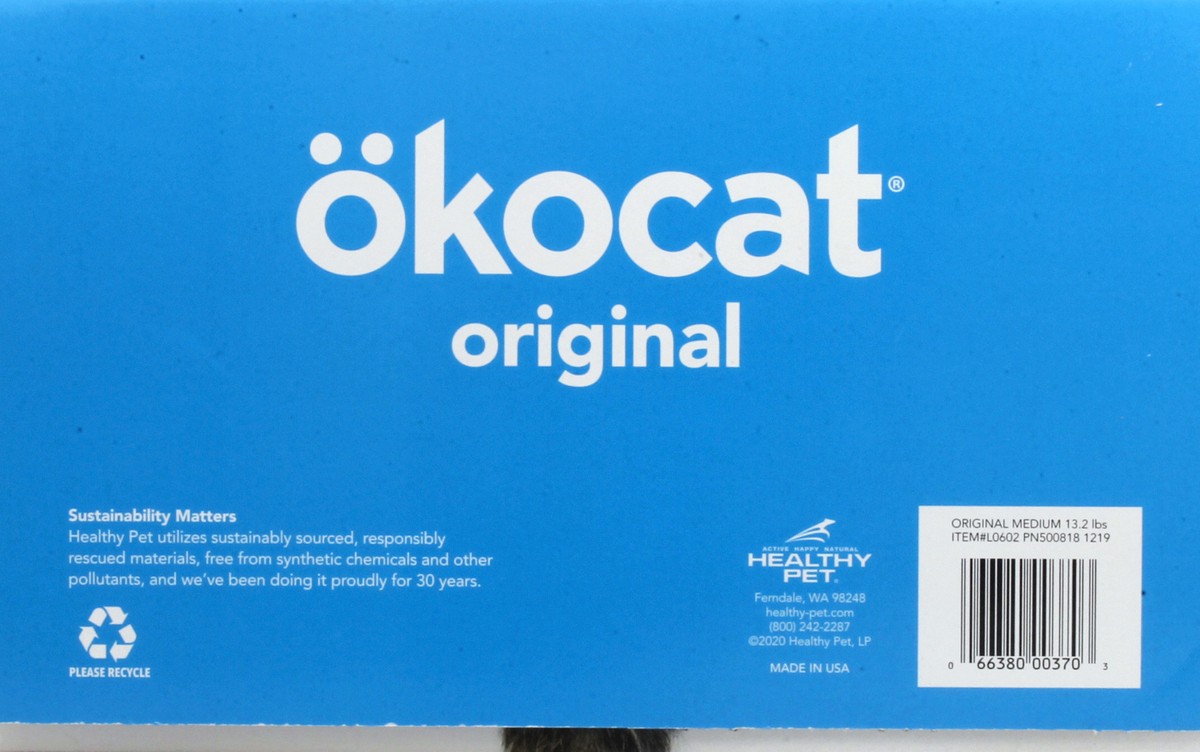 ökocat®
original
Sustainability Matters
Healthy Pet utilizes sustainably sourced, responsibly
rescued materials, free from synthetic chemicals and other
pollutants, and we've been doing it proudly for 30 years.
PLEASE RECYCLE
ACTIVE HAPPY NATURAL
HEALTHY
PET®
Ferndale, WA 98248
healthy-pet.com
(800) 242-2287
©2020 Healthy Pet, LP
MADE IN USA
ORIGINAL MEDIUM 13.2 lbs
ITEM#L0602 PN500818 1219
0 66380 00370 3